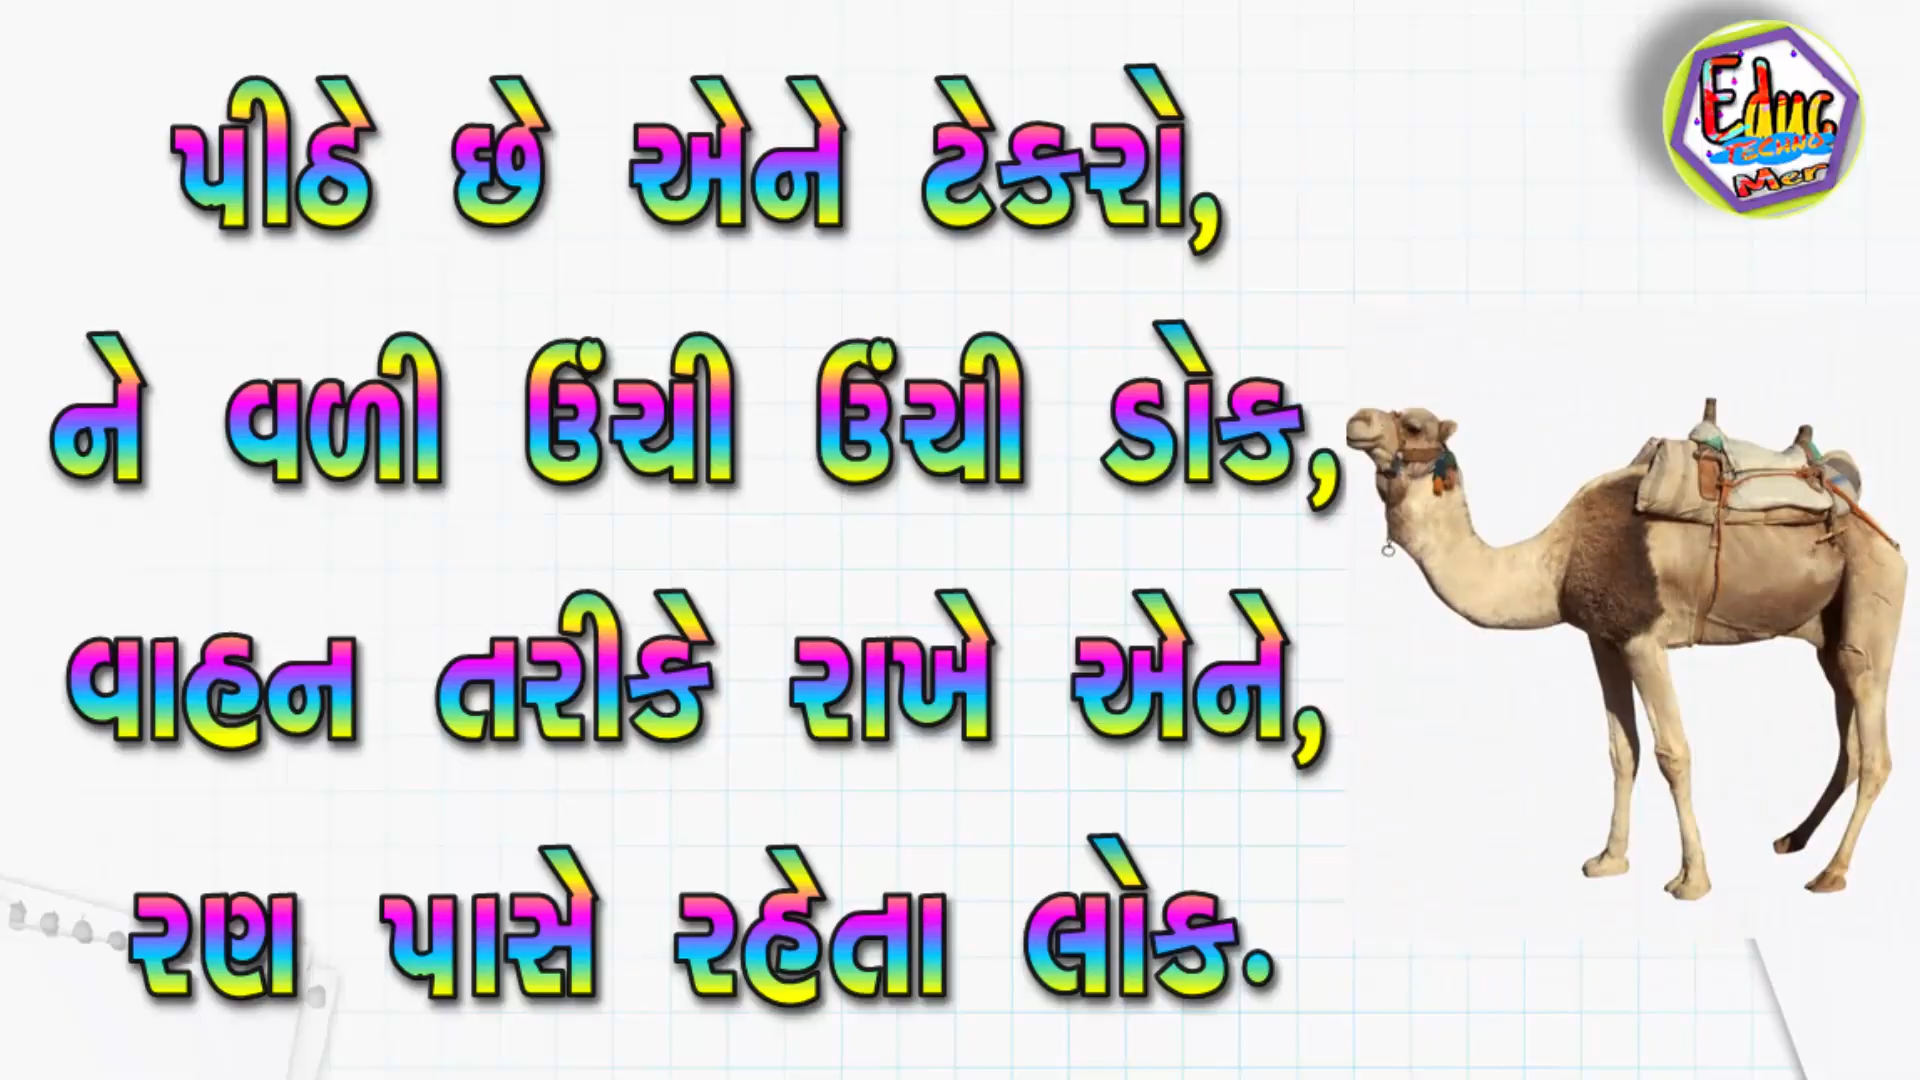 પીઠે છે એને ટેકરો,
ને વળી ઉંચી ઉંચી ડોક,
વાહન તરીકે રાખે એને,
રણ પાસે રહેતા લોક.
Educ
TECHNO
Mer